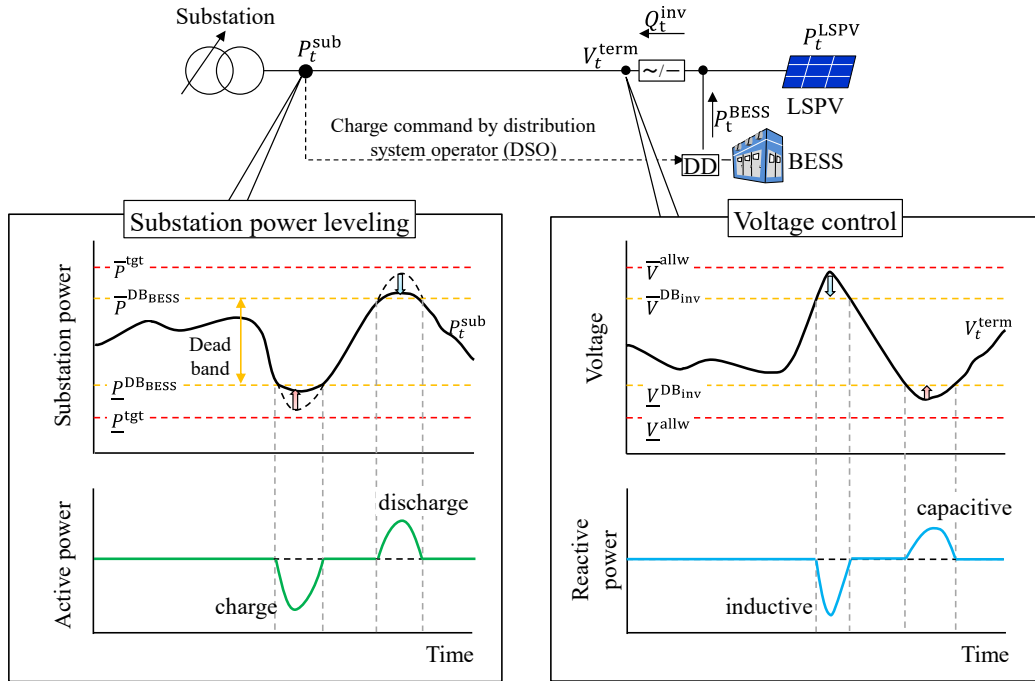 Substation
P_t^sub
V_t^term
Q_t^inv
~/−
P_t^LSPV
LSPV
P_t^BESS
Charge command by distribution
system operator (DSO)
DD
BESS
Substation power leveling
Substation power
P̅^tgt
P̅^DB_BESS
Dead
band
P_t^sub
P̲^DB_BESS
P̲^tgt
Active power
discharge
charge
Time
Voltage control
Voltage
V̅^allw
V̅^DB_inv
V_t^term
V̲^DB_inv
V̲^allw
Reactive
power
capacitive
inductive
Time